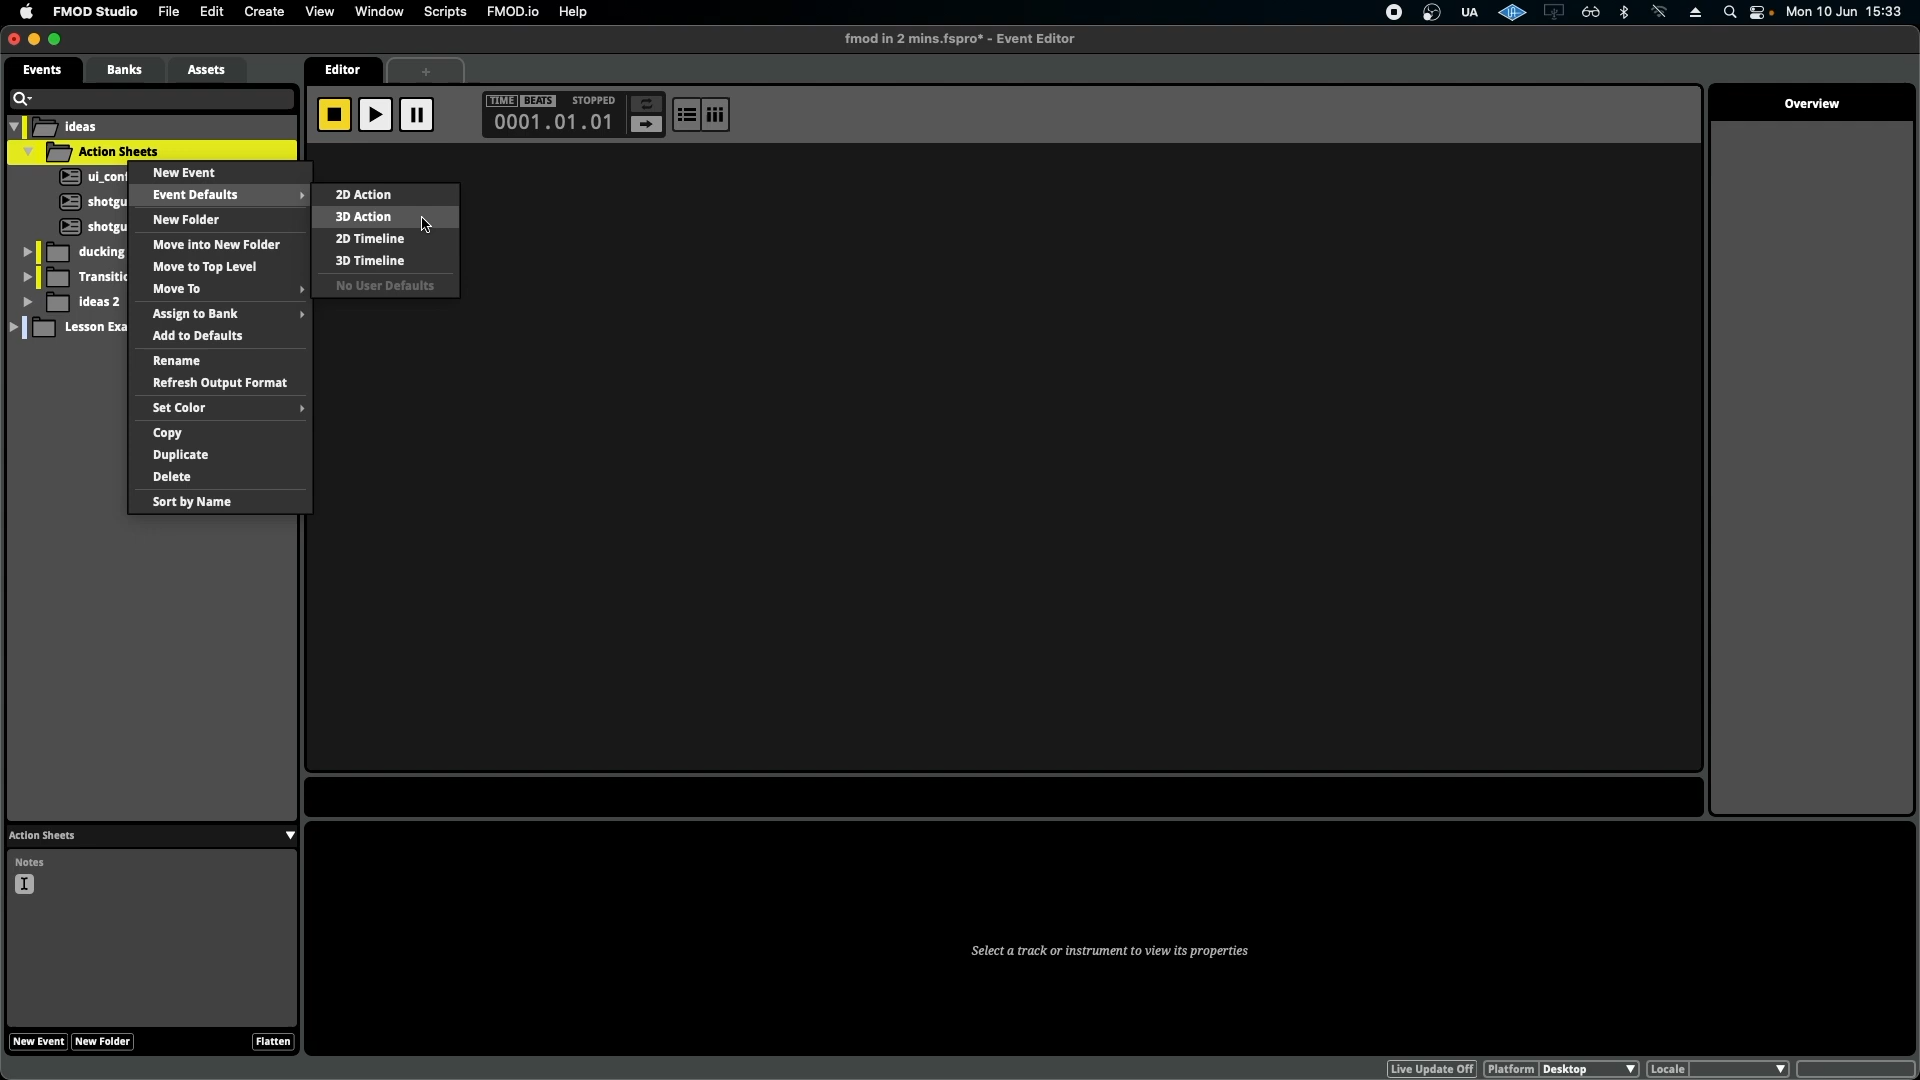 FMOD Studio File Edit Create View Window Scripts FMOD.io Help UA Mon 10 Jun 15:33
fmod in 2 mins.fspro* - Event Editor
Events Banks Assets Editor +
TIME BEATS STOPPED
0001.01.01
Overview
ideas
Action Sheets
ui_con
shotgu
shotgu
ducking
Transitio
ideas 2
Lesson Exa
New Event
Event Defaults
New Folder
Move into New Folder
Move to Top Level
Move To
Assign to Bank
Add to Defaults
Rename
Refresh Output Format
Set Color
Copy
Duplicate
Delete
Sort by Name
2D Action
3D Action
2D Timeline
3D Timeline
No User Defaults
Action Sheets
Notes
Select a track or instrument to view its properties
New Event New Folder Flatten
Live Update Off Platform Desktop Locale